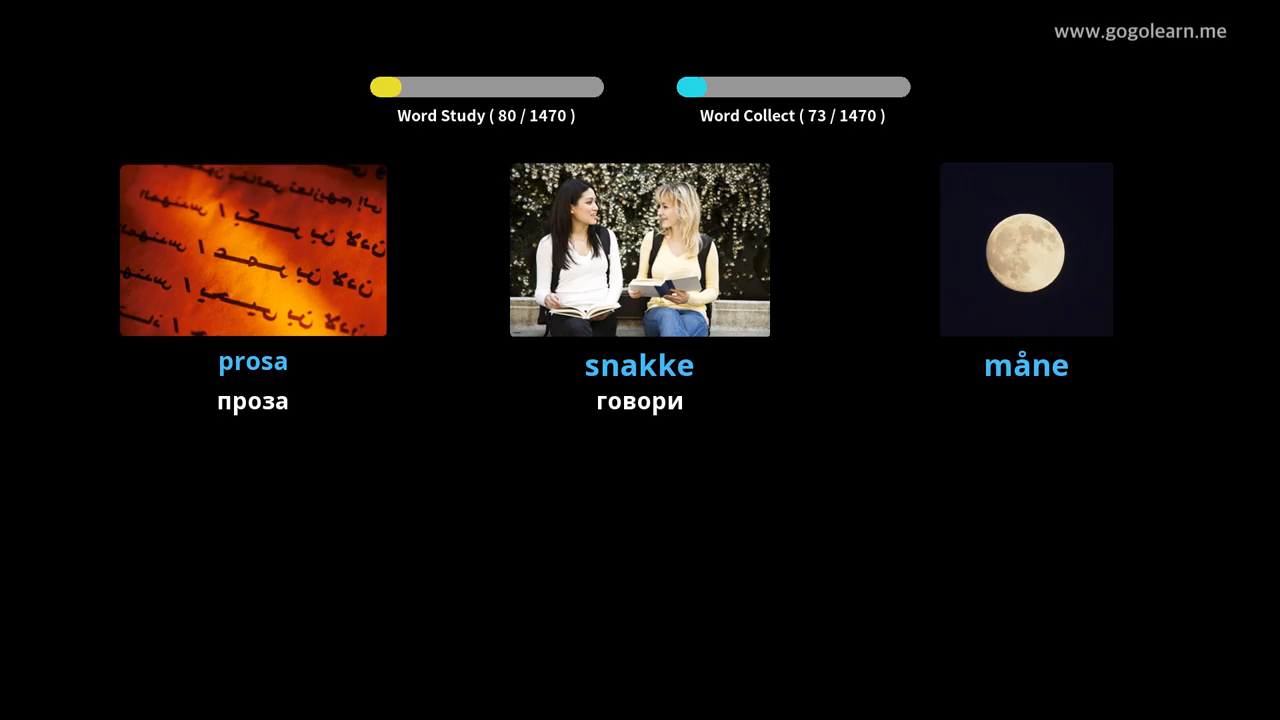 www.gogolearn.me
Word Study ( 80 / 1470 )
Word Collect ( 73 / 1470 )
prosa
snakke
måne
проза
говори